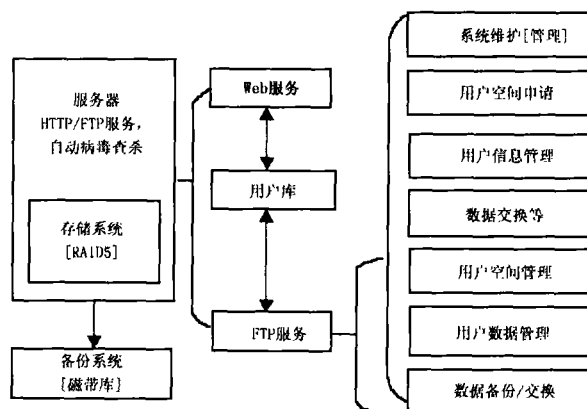 服务器
HTTP/FTP服务，
自动病毒查杀
存储系统
[RAID5]
备份系统
[磁带库]
Web服务
用户库
FTP服务
系统维护[管理]
用户空间申请
用户信息管理
数据交换等
用户空间管理
用户数据管理
数据备份/交换